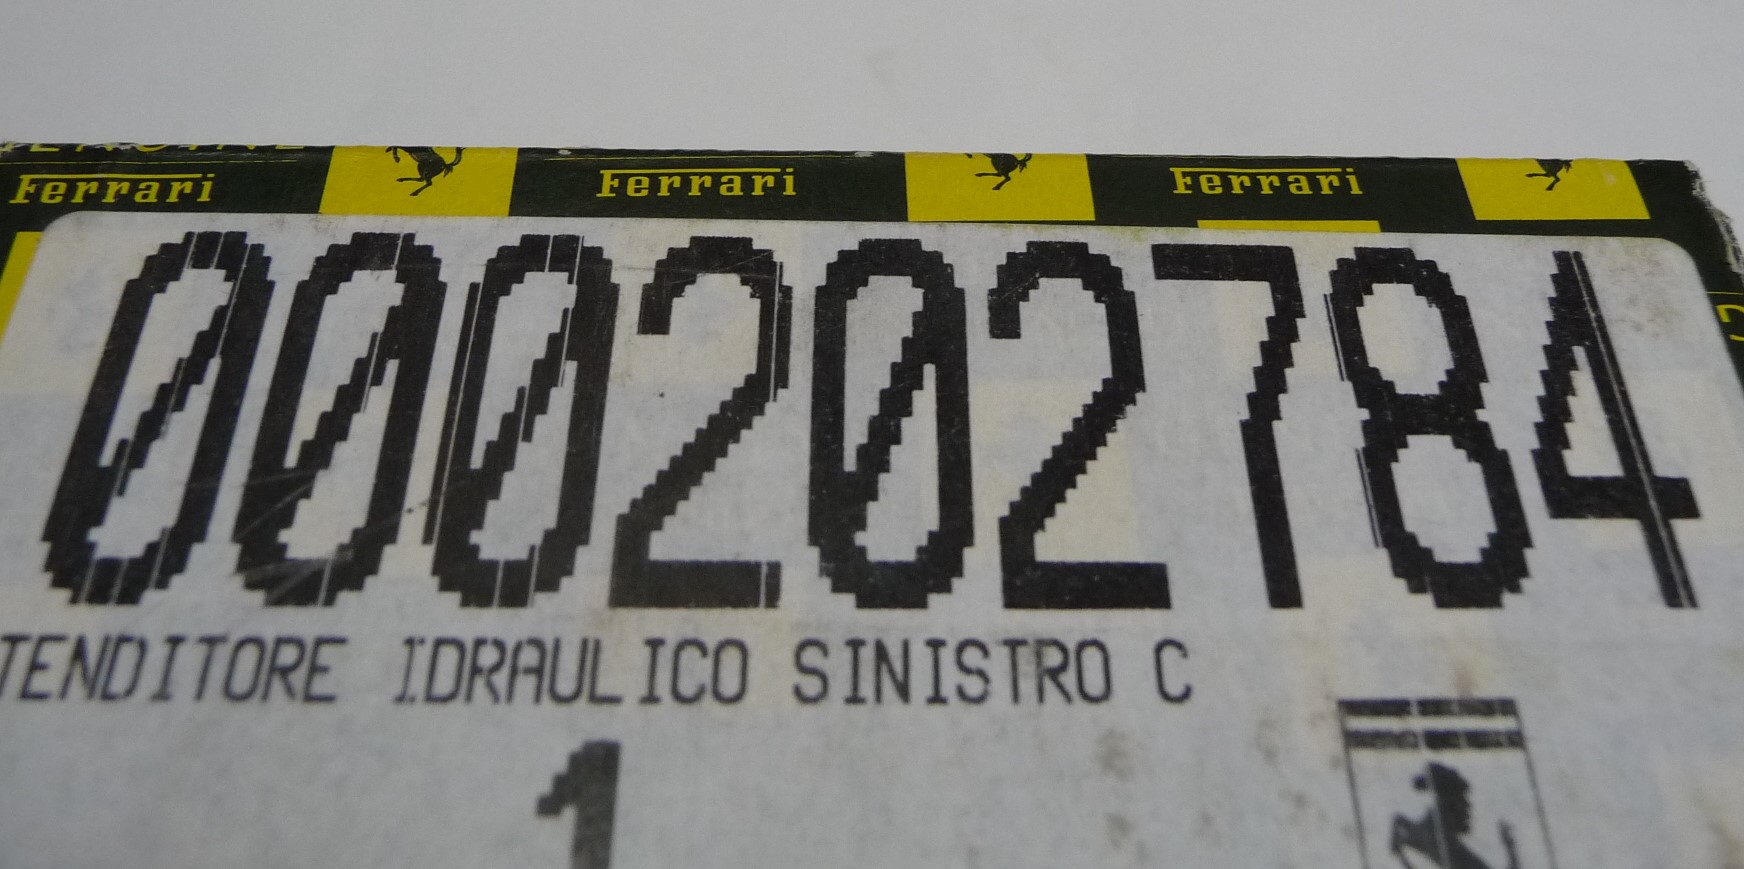 Ferrari Ferrari Ferrari
000202784
TENDITORE IDRAULICO SINISTRO C
1